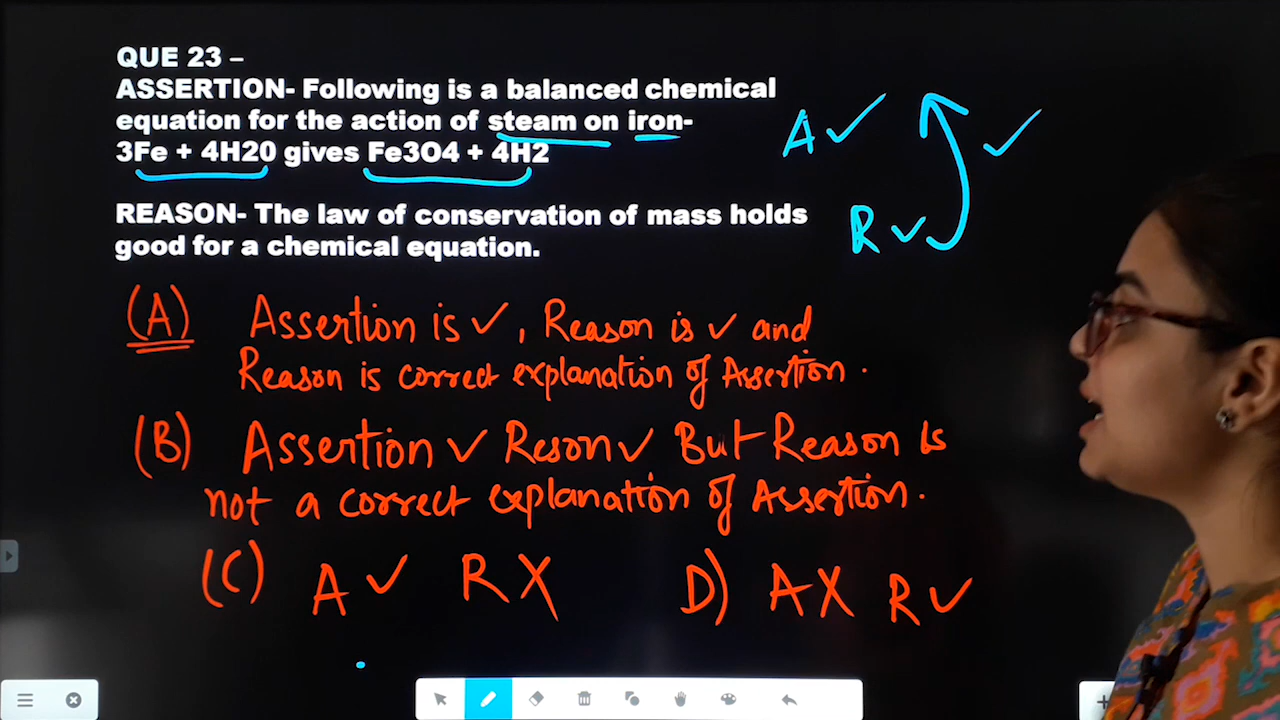 QUE 23 –
ASSERTION- Following is a balanced chemical
equation for the action of steam on iron-
3Fe + 4H20 gives Fe3O4 + 4H2
A ✓
✓
REASON- The law of conservation of mass holds
good for a chemical equation.
R ✓
(A) Assertion is ✓, Reason is ✓ and
Reason is correct explanation of Assertion.
(B) Assertion ✓ Reson ✓ But Reason is
not a correct explanation of Assertion.
(C) A ✓ R X D) A X R ✓